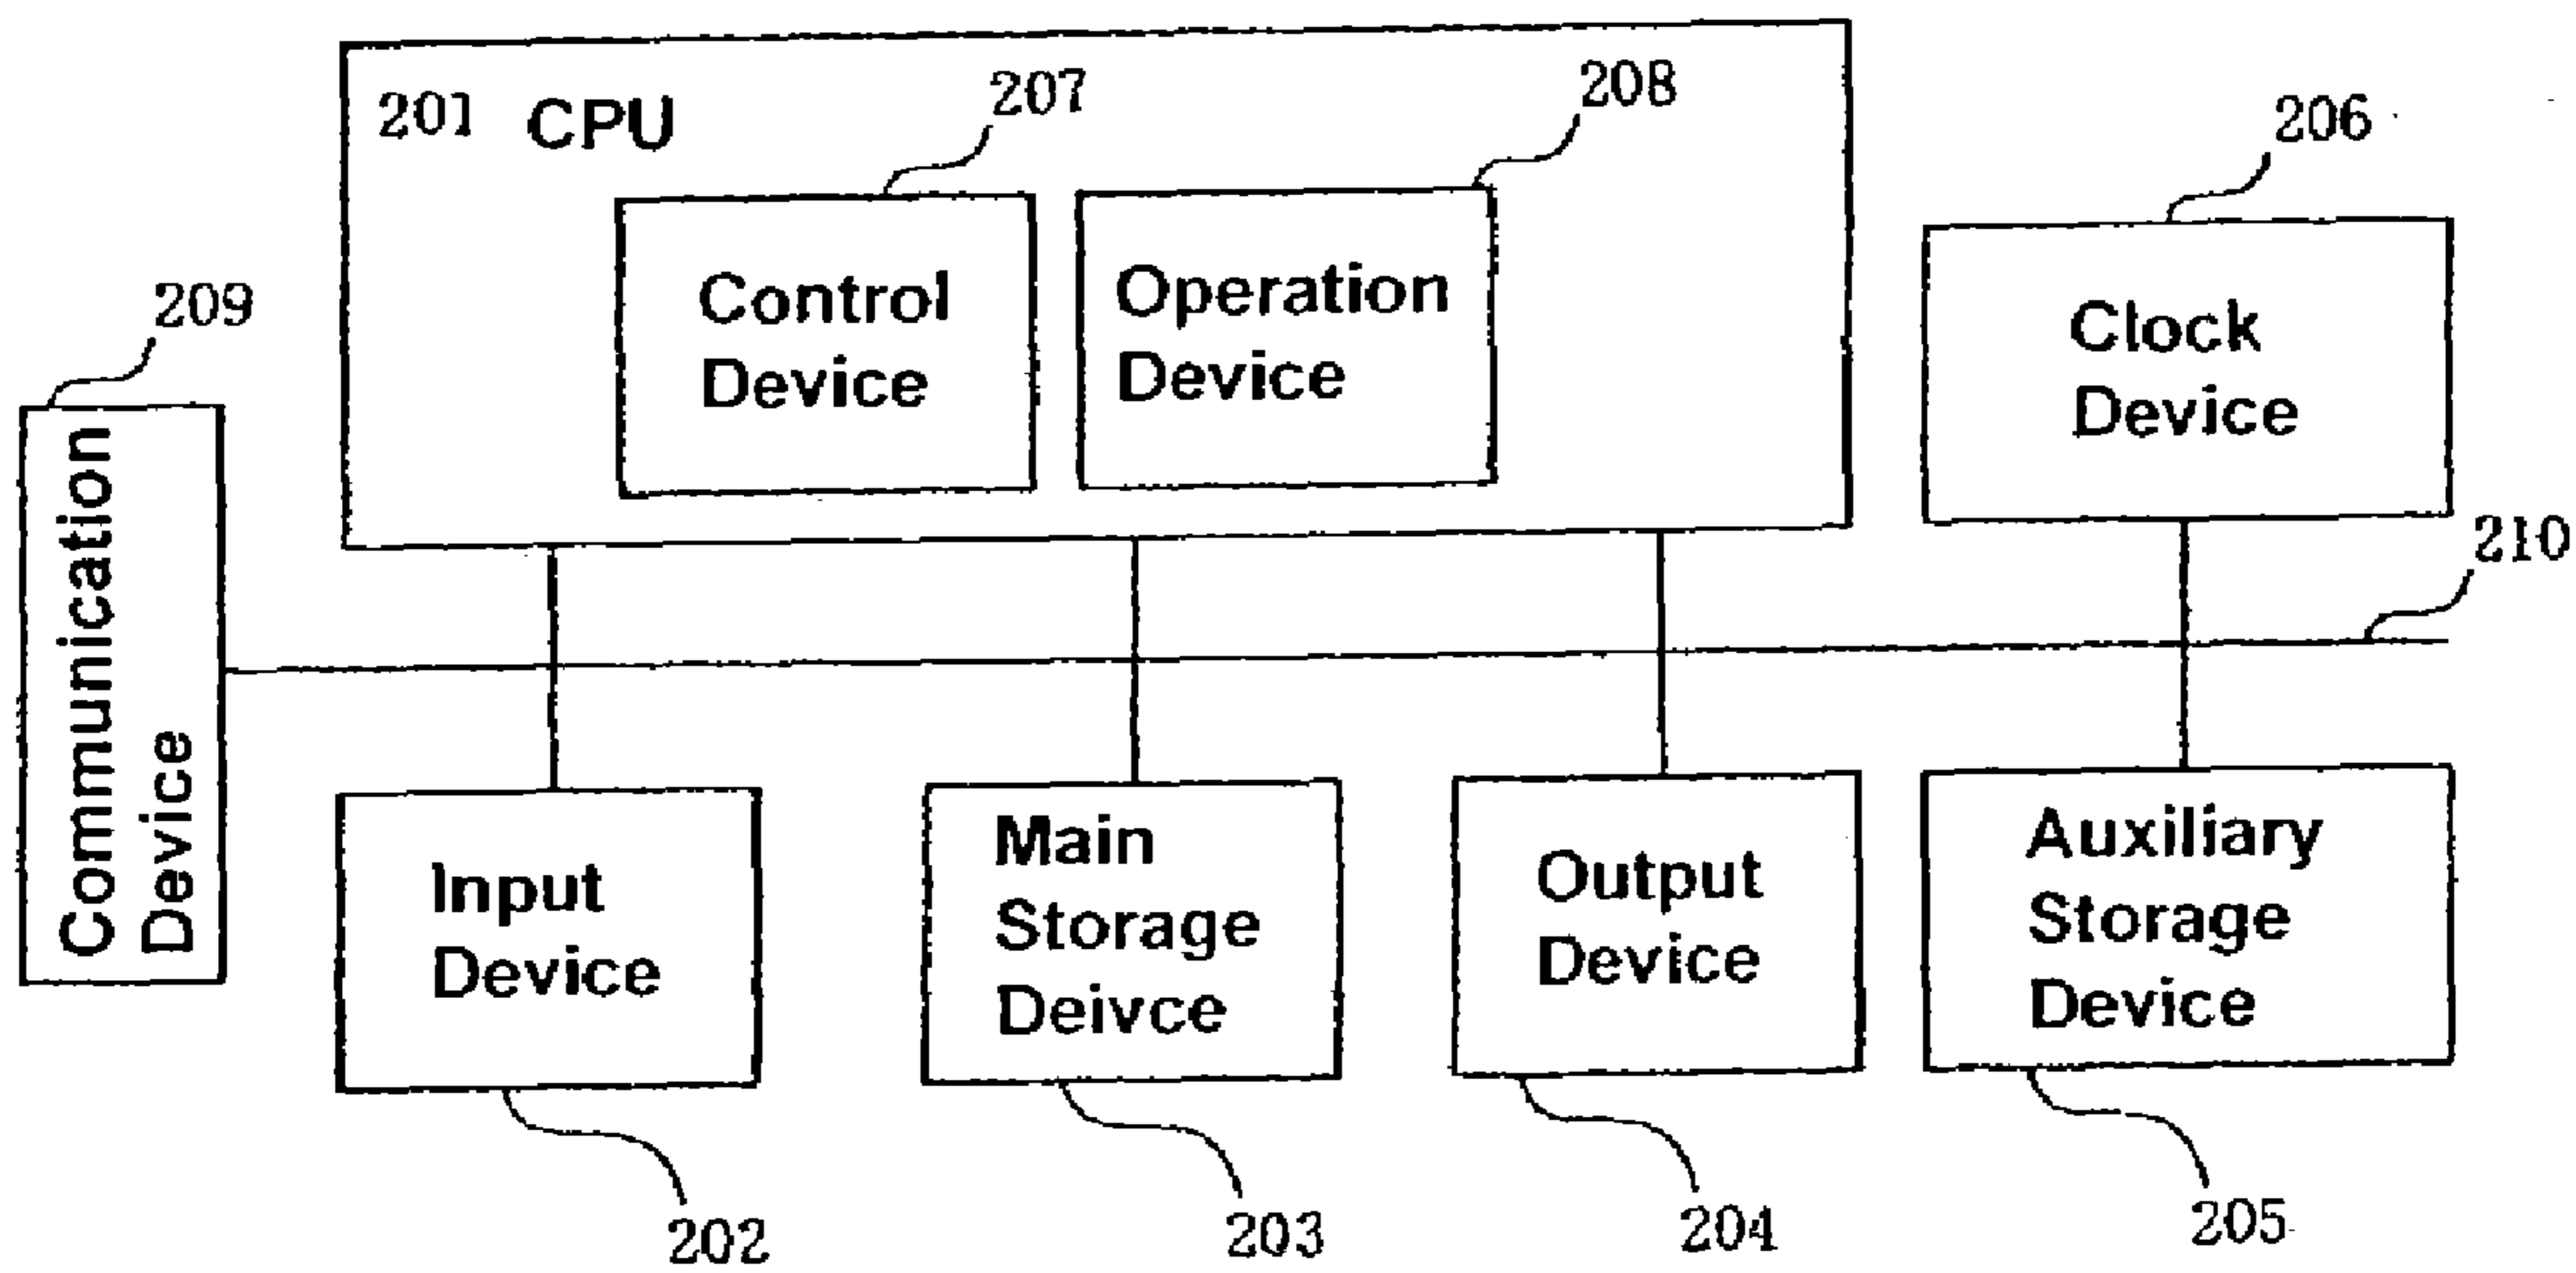 201 CPU
207
208
206
Control
Device
Operation
Device
Clock
Device
209
Communication
Device
210
Input
Device
Main
Storage
Deivce
Output
Device
Auxiliary
Storage
Device
202
203
204
205